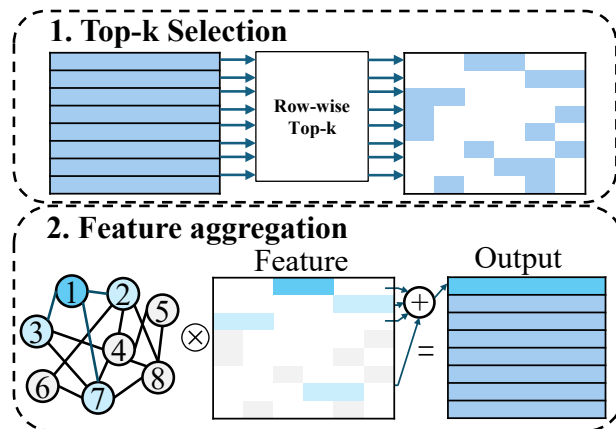 1. Top-k Selection
Row-wise
Top-k
2. Feature aggregation
Feature
Output
1
2
5
3
4
6
7
8
⊗
+
=